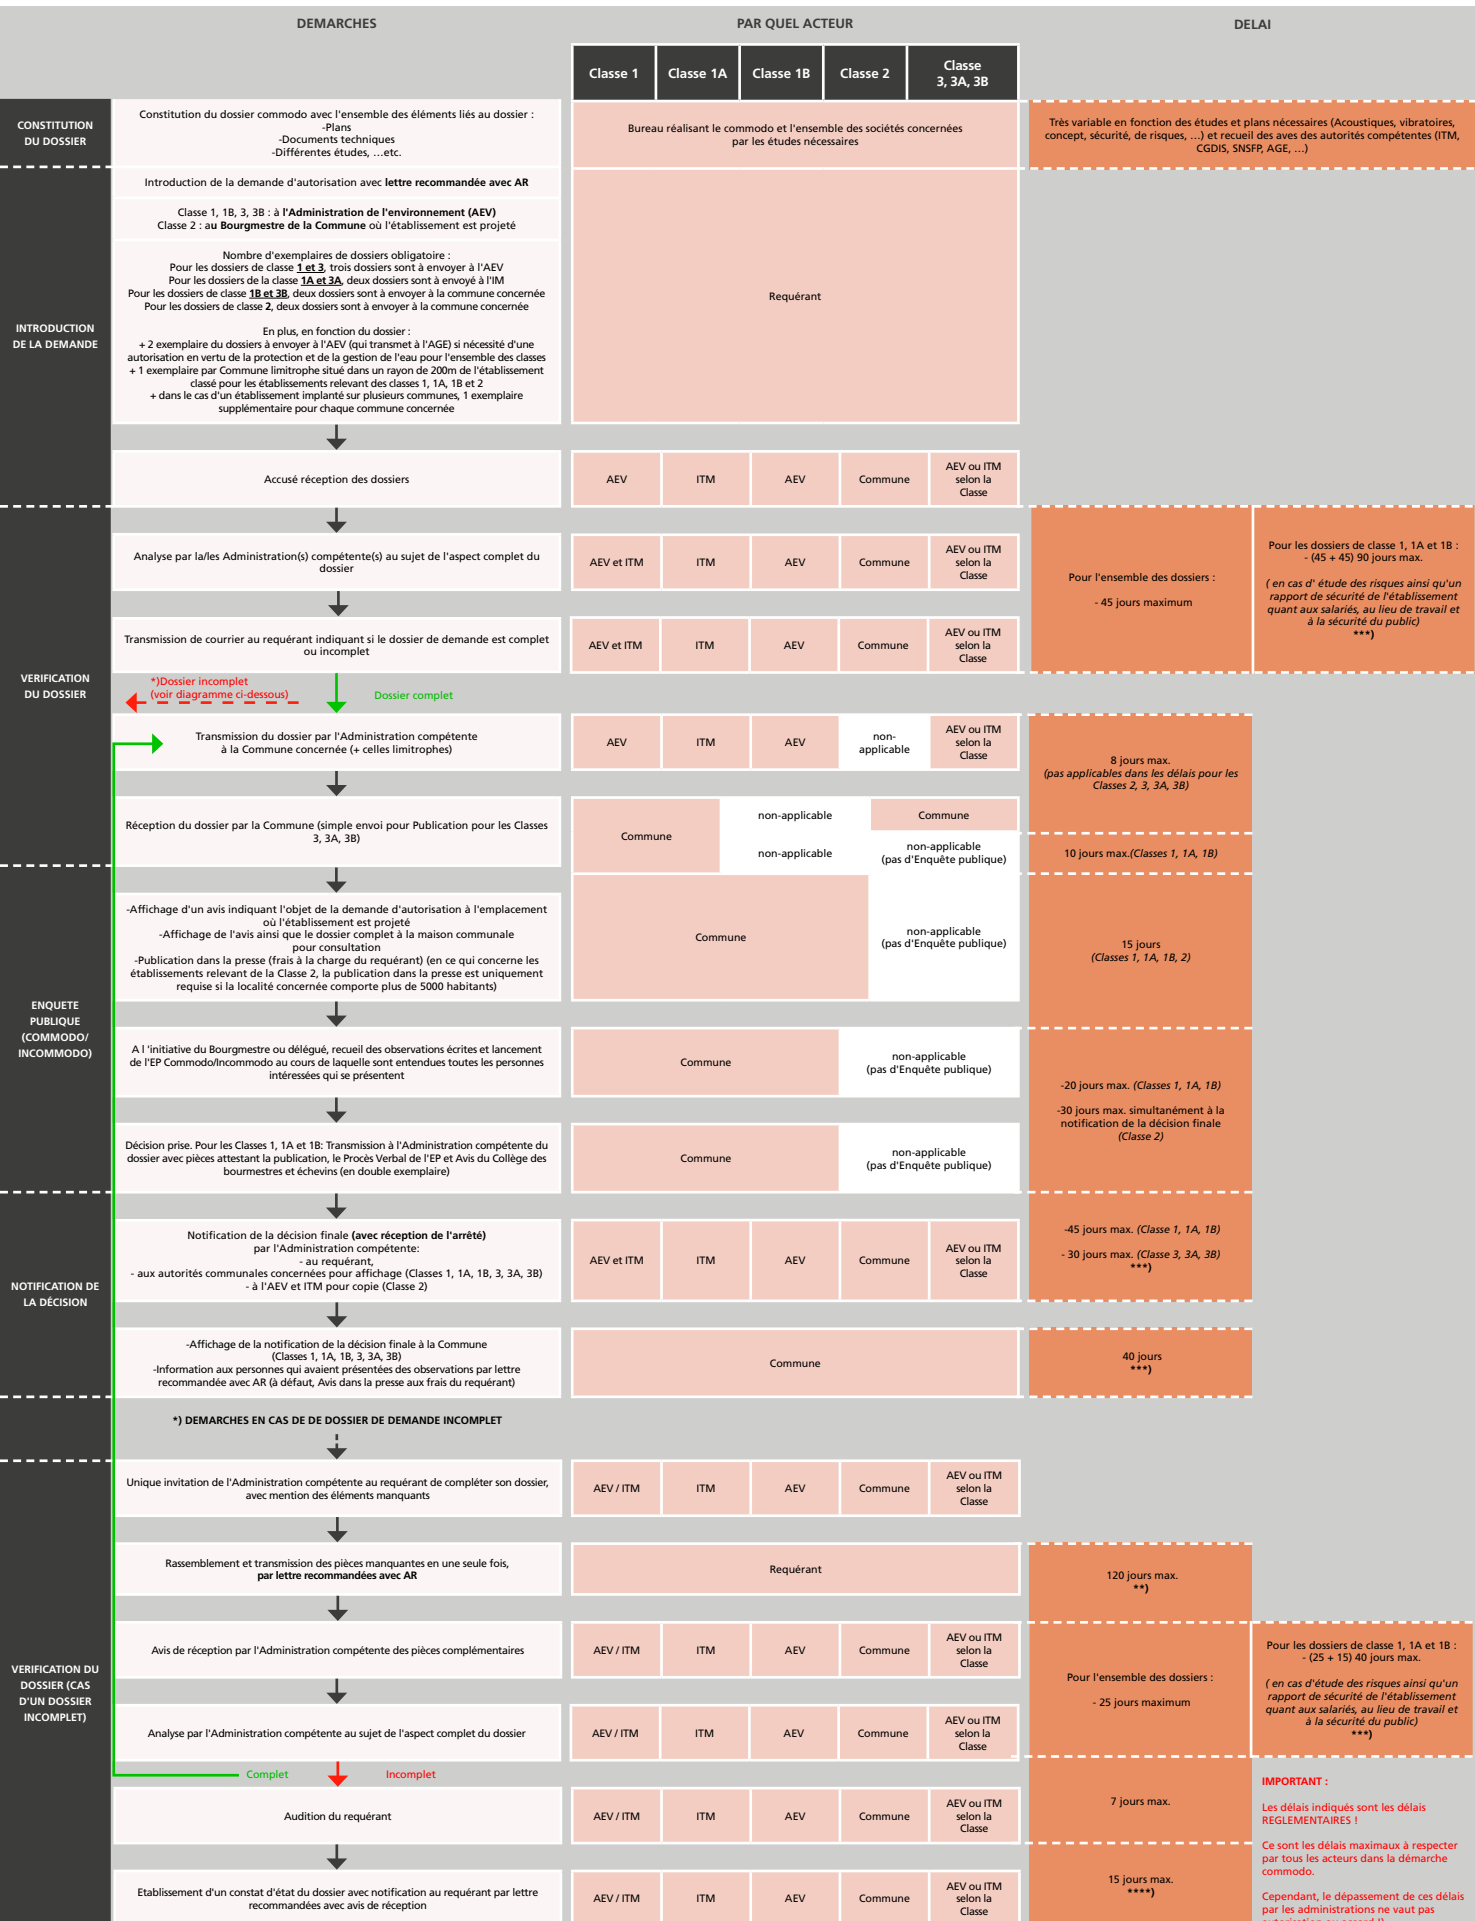 DEMARCHES
PAR QUEL ACTEUR
DELAI
Classe 1
Classe 1A
Classe 1B
Classe 2
Classe
3, 3A, 3B
CONSTITUTION
DU DOSSIER
Constitution du dossier commodo avec l'ensemble des éléments liés au dossier :
-Plans
-Documents techniques
-Différentes études, ...etc.
Bureau réalisant le commodo et l'ensemble des sociétés concernées
par les études nécessaires
Très variable en fonction des études et plans nécessaires (Acoustiques, vibratoires,
concept, sécurité, de risques, ...) et recueil des aves des autorités compétentes (ITM,
CGDIS, SNSFP, AGE, ...)
INTRODUCTION
DE LA DEMANDE
Introduction de la demande d'autorisation avec lettre recommandée avec AR
Classe 1, 1B, 3, 3B : à l'Administration de l'environnement (AEV)
Classe 2 : au Bourgmestre de la Commune où l'établissement est projeté
Nombre d'exemplaires de dossiers obligatoire :
Pour les dossiers de classe 1 et 3, trois dossiers sont à envoyer à l'AEV
Pour les dossiers de la classe 1A et 3A, deux dossiers sont à envoyé à l'IM
Pour les dossiers de classe 1B et 3B, deux dossiers sont à envoyer à la commune concernée
Pour les dossiers de classe 2, deux dossiers sont à envoyer à la commune concernée
En plus, en fonction du dossier :
+ 2 exemplaire du dossiers à envoyer à l'AEV (qui transmet à l'AGE) si nécessité d'une
autorisation en vertu de la protection et de la gestion de l'eau pour l'ensemble des classes
+ 1 exemplaire par Commune limitrophe situé dans un rayon de 200m de l'établissement
classé pour les établissements relevant des classes 1, 1A, 1B et 2
+ dans le cas d'un établissement implanté sur plusieurs communes, 1 exemplaire
supplémentaire pour chaque commune concernée
Requérant
Accusé réception des dossiers
AEV
ITM
AEV
Commune
AEV ou ITM
selon la
Classe
VERIFICATION
DU DOSSIER
Analyse par la/les Administration(s) compétente(s) au sujet de l'aspect complet du
dossier
AEV et ITM
ITM
AEV
Commune
AEV ou ITM
selon la
Classe
Pour l'ensemble des dossiers :
- 45 jours maximum
Pour les dossiers de classe 1, 1A et 1B :
- (45 + 45) 90 jours max.
( en cas d' étude des risques ainsi qu'un
rapport de sécurité de l'établissement
quant aux salariés, au lieu de travail et
à la sécurité du public)
***)
Transmission de courrier au requérant indiquant si le dossier de demande est complet
ou incomplet
AEV et ITM
ITM
AEV
Commune
AEV ou ITM
selon la
Classe
*)Dossier incomplet
(voir diagramme ci-dessous)
Dossier complet
Transmission du dossier par l'Administration compétente
à la Commune concernée (+ celles limitrophes)
AEV
ITM
AEV
non-
applicable
AEV ou ITM
selon la
Classe
8 jours max.
(pas applicables dans les délais pour les
Classes 2, 3, 3A, 3B)
Réception du dossier par la Commune (simple envoi pour Publication pour les Classes
3, 3A, 3B)
Commune
non-applicable
Commune
non-applicable
non-applicable
(pas d'Enquête publique)
10 jours max.(Classes 1, 1A, 1B)
ENQUETE
PUBLIQUE
(COMMODO/
INCOMMODO)
-Affichage d'un avis indiquant l'objet de la demande d'autorisation à l'emplacement
où l'établissement est projeté
-Affichage de l'avis ainsi que le dossier complet à la maison communale
pour consultation
-Publication dans la presse (frais à la charge du requérant) (en ce qui concerne les
établissements relevant de la Classe 2, la publication dans la presse est uniquement
requise si la localité concernée comporte plus de 5000 habitants)
Commune
non-applicable
(pas d'Enquête publique)
15 jours
(Classes 1, 1A, 1B, 2)
A l 'initiative du Bourgmestre ou délégué, recueil des observations écrites et lancement
de l'EP Commodo/Incommodo au cours de laquelle sont entendues toutes les personnes
intéressées qui se présentent
Commune
non-applicable
(pas d'Enquête publique)
-20 jours max. (Classes 1, 1A, 1B)
-30 jours max. simultanément à la
notification de la décision finale
(Classe 2)
Décision prise. Pour les Classes 1, 1A et 1B: Transmission à l'Administration compétente du
dossier avec pièces attestant la publication, le Procès Verbal de l'EP et Avis du Collège des
bourmestres et échevins (en double exemplaire)
Commune
non-applicable
(pas d'Enquête publique)
NOTIFICATION DE
LA DÉCISION
Notification de la décision finale (avec réception de l'arrêté)
par l'Administration compétente:
- au requérant,
- aux autorités communales concernées pour affichage (Classes 1, 1A, 1B, 3, 3A, 3B)
- à l'AEV et ITM pour copie (Classe 2)
AEV et ITM
ITM
AEV
Commune
AEV ou ITM
selon la
Classe
-45 jours max. (Classe 1, 1A, 1B)
- 30 jours max. (Classe 3, 3A, 3B)
***)
-Affichage de la notification de la décision finale à la Commune
(Classes 1, 1A, 1B, 3, 3A, 3B)
-Information aux personnes qui avaient présentées des observations par lettre
recommandée avec AR (à défaut, Avis dans la presse aux frais du requérant)
Commune
40 jours
***)
*) DEMARCHES EN CAS DE DE DOSSIER DE DEMANDE INCOMPLET
VERIFICATION DU
DOSSIER (CAS
D'UN DOSSIER
INCOMPLET)
Unique invitation de l'Administration compétente au requérant de compléter son dossier,
avec mention des éléments manquants
AEV / ITM
ITM
AEV
Commune
AEV ou ITM
selon la
Classe
Rassemblement et transmission des pièces manquantes en une seule fois,
par lettre recommandées avec AR
Requérant
120 jours max.
**)
Avis de réception par l'Administration compétente des pièces complémentaires
AEV / ITM
ITM
AEV
Commune
AEV ou ITM
selon la
Classe
Pour l'ensemble des dossiers :
- 25 jours maximum
Pour les dossiers de classe 1, 1A et 1B :
- (25 + 15) 40 jours max.
( en cas d'étude des risques ainsi qu'un
rapport de sécurité de l'établissement
quant aux salariés, au lieu de travail et
à la sécurité du public)
***)
Analyse par l'Administration compétente au sujet de l'aspect complet du dossier
AEV / ITM
ITM
AEV
Commune
AEV ou ITM
selon la
Classe
Complet
Incomplet
Audition du requérant
AEV / ITM
ITM
AEV
Commune
AEV ou ITM
selon la
Classe
7 jours max.
IMPORTANT :
Les délais indiqués sont les délais
REGLEMENTAIRES !
Ce sont les délais maximaux à respecter
par tous les acteurs dans la démarche
commodo.
Cependant, le dépassement de ces délais
par les administrations ne vaut pas
Etablissement d'un constat d'état du dossier avec notification au requérant par lettre
recommandées avec avis de réception
AEV / ITM
ITM
AEV
Commune
AEV ou ITM
selon la
Classe
15 jours max.
****)